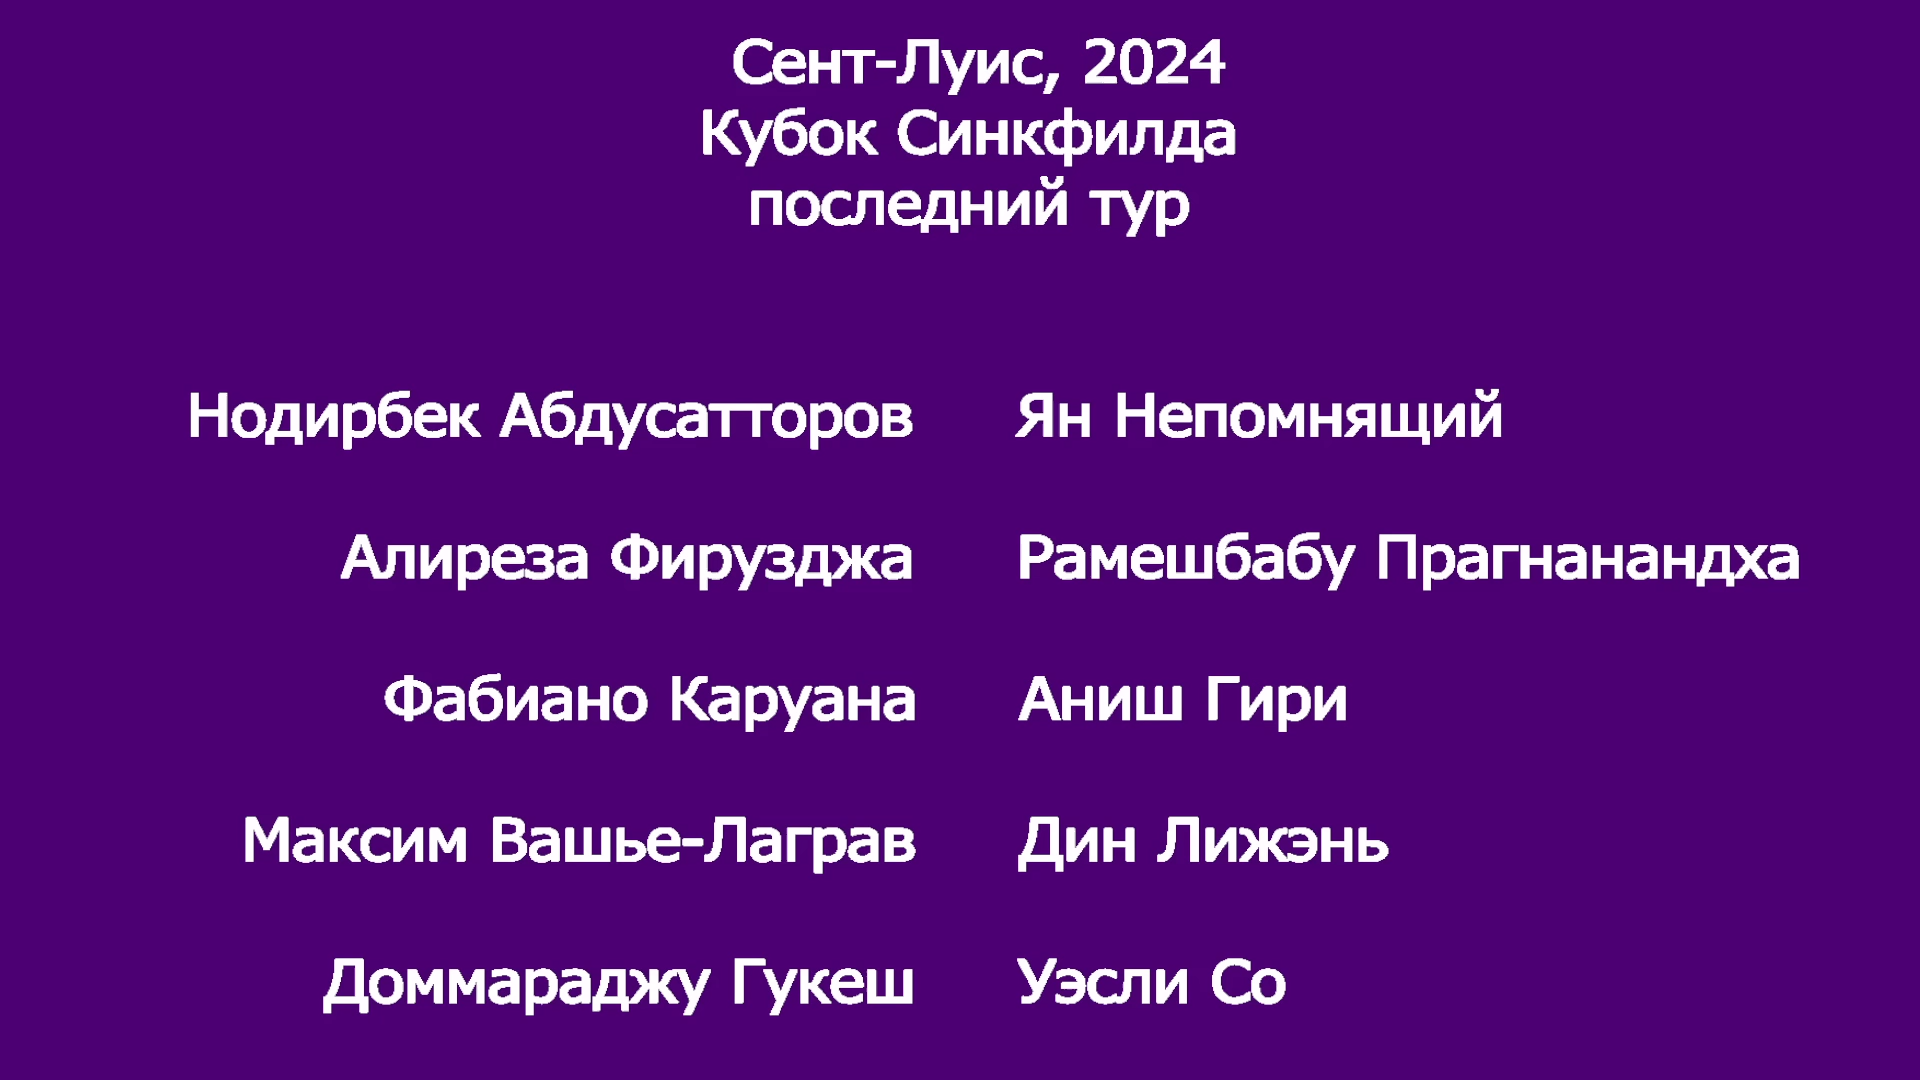 Сент-Луис, 2024
Кубок Синкфилда
последний тур
Нодирбек Абдусатторов Ян Непомнящий
Алиреза Фирузджа Рамешбабу Прагнанандха
Фабиано Каруана Аниш Гири
Максим Вашье-Лаграв Дин Лижэнь
Доммараджу Гукеш Уэсли Со